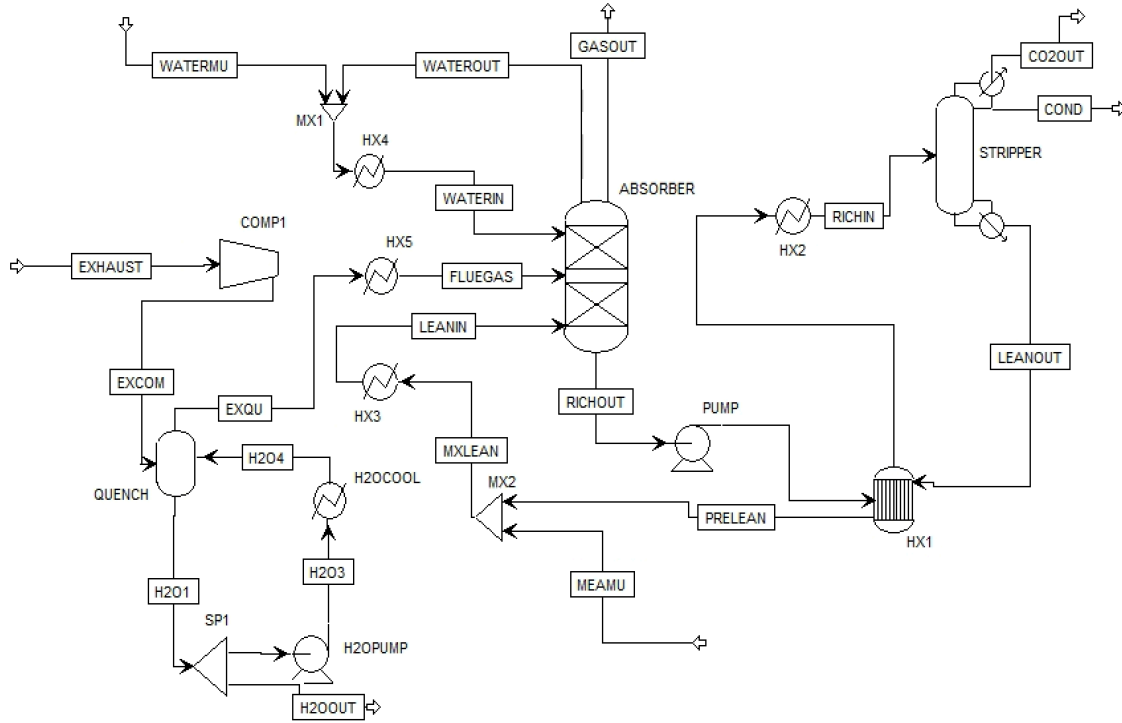 GASOUT
CO2OUT
WATERMU
WATEROUT
COND
MX1
HX4
STRIPPER
ABSORBER
WATERIN
COMP1
RICHIN
HX5
HX2
EXHAUST
FLUEGAS
LEANIN
LEANOUT
EXCOM
RICHOUT
EXQU
HX3
PUMP
MXLEAN
H2O4
H2OCOOL
QUENCH
MX2
PRELEAN
HX1
H2O3
MEAMU
H2O1
SP1
H2OPUMP
H2OOUT